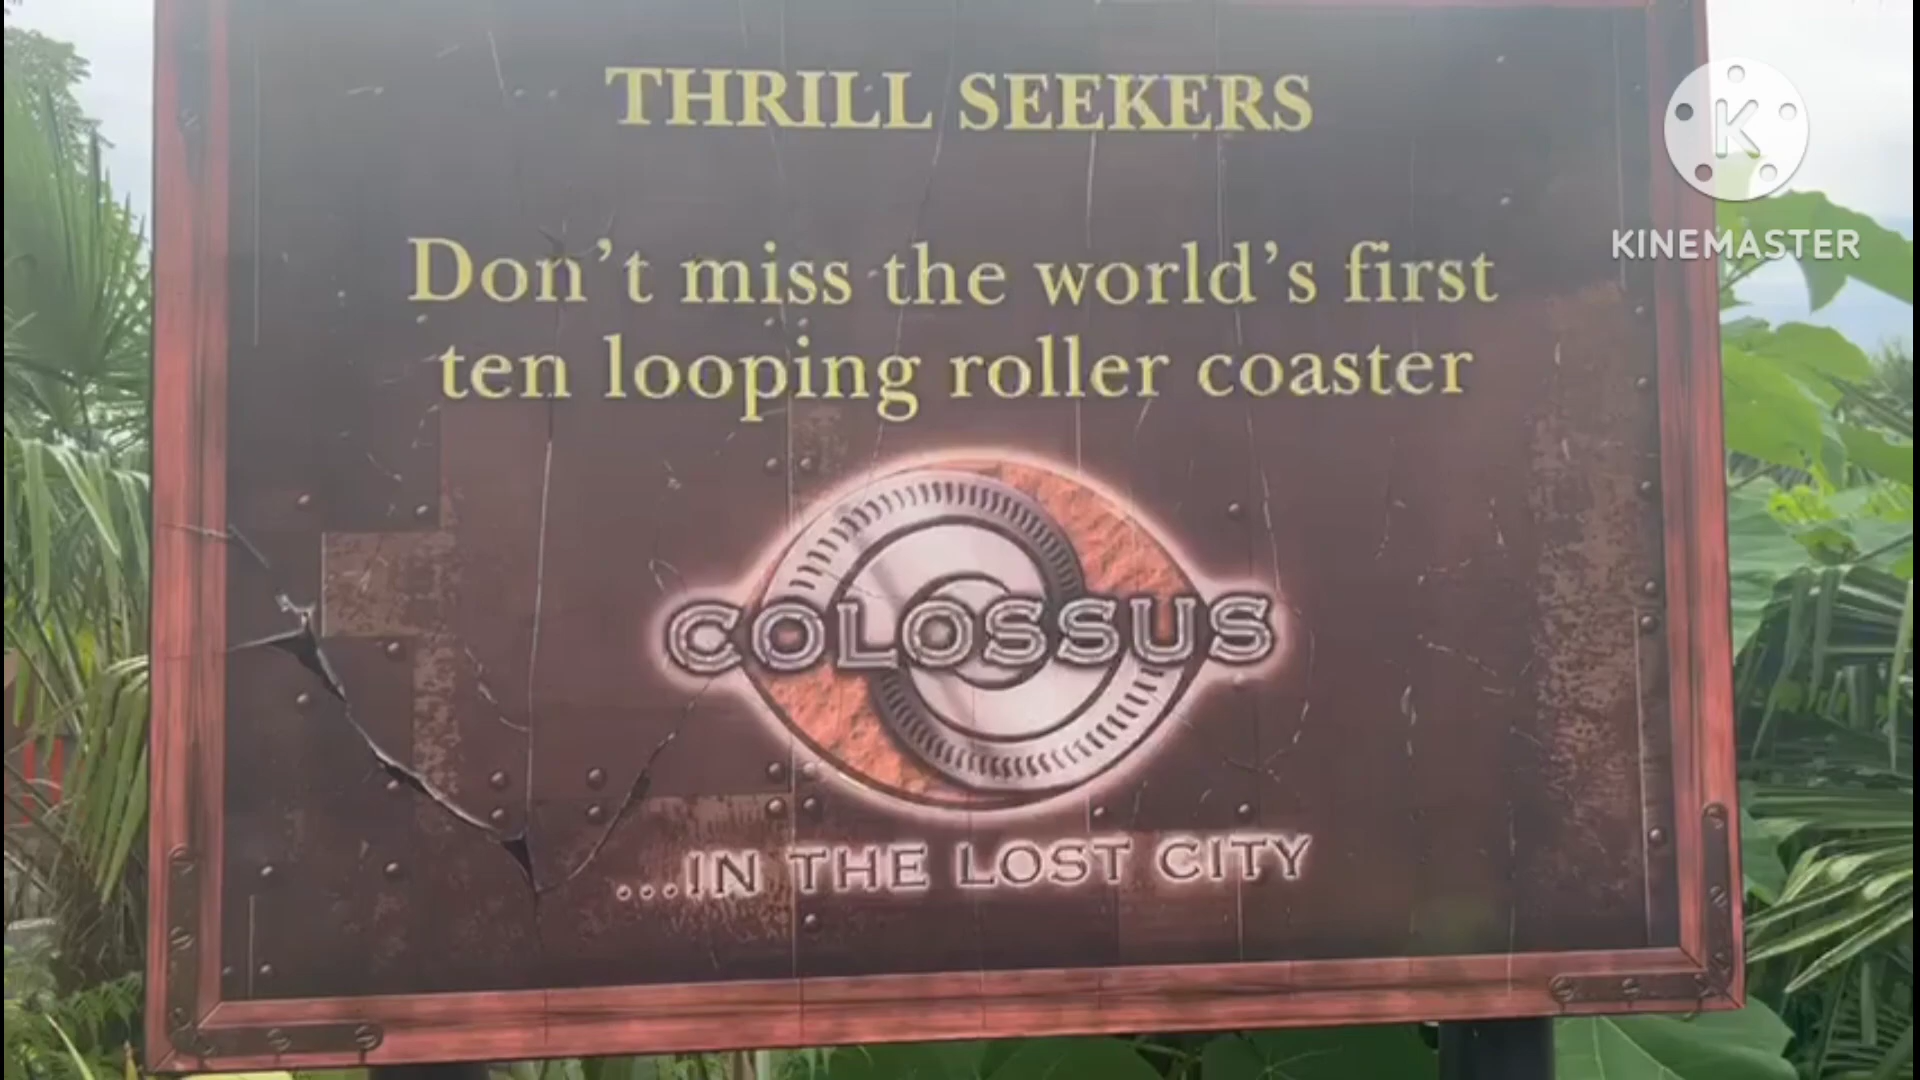 THRILL SEEKERS
K
KINEMASTER
Don't miss the world's first
ten looping roller coaster
COLOSSUS
...IN THE LOST CITY